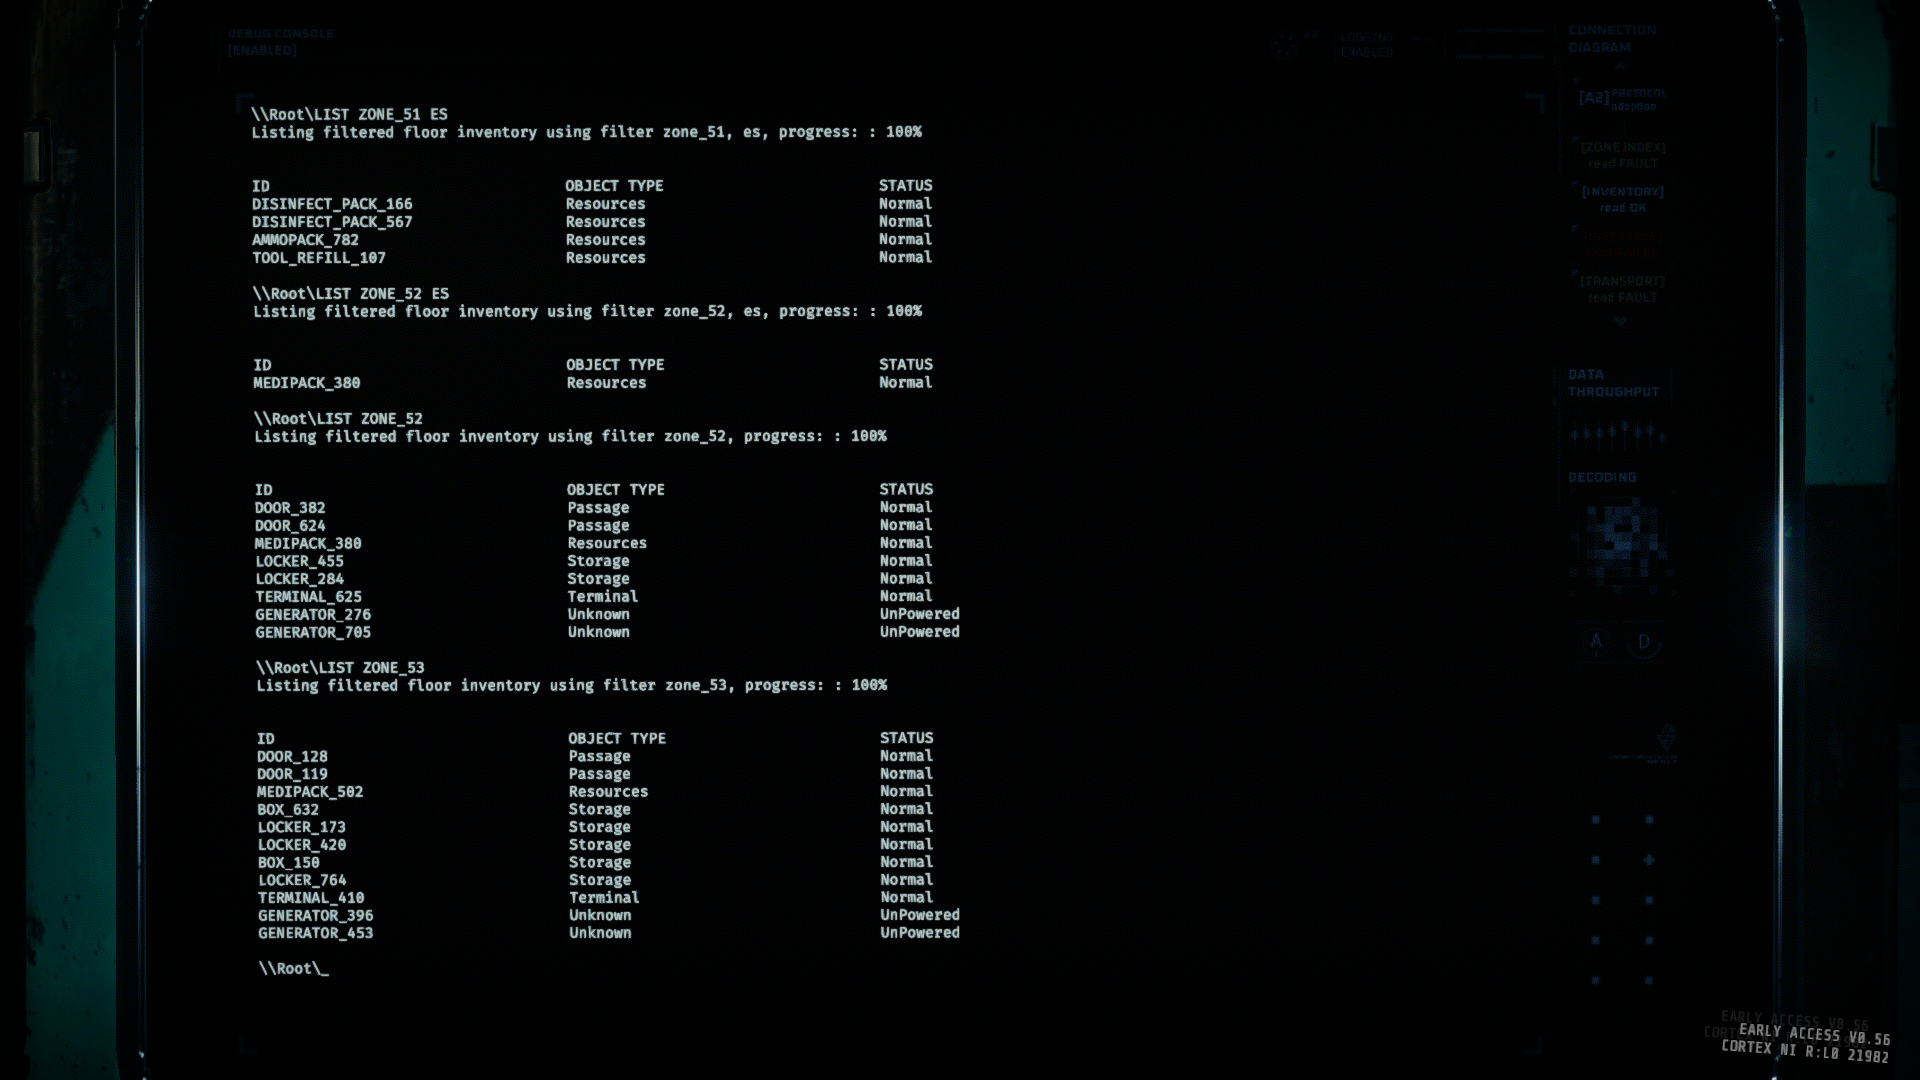 DEBUG CONSOLE
[ENABLED]
LOGGING
ENABLED
CONNECTION
DIAGRAM
[A2] PROTOCOL
adoption
[ZONE INDEX]
read FAULT
[INVENTORY]
read OK
[TRANSPORT]
read FAULT
DATA
THROUGHPUT
DECODING
A D
\\Root\LIST ZONE_51 ES
Listing filtered floor inventory using filter zone_51, es, progress: : 100%
ID OBJECT TYPE STATUS
DISINFECT_PACK_166 Resources Normal
DISINFECT_PACK_567 Resources Normal
AMMOPACK_782 Resources Normal
TOOL_REFILL_107 Resources Normal
\\Root\LIST ZONE_52 ES
Listing filtered floor inventory using filter zone_52, es, progress: : 100%
ID OBJECT TYPE STATUS
MEDIPACK_380 Resources Normal
\\Root\LIST ZONE_52
Listing filtered floor inventory using filter zone_52, progress: : 100%
ID OBJECT TYPE STATUS
DOOR_382 Passage Normal
DOOR_624 Passage Normal
MEDIPACK_380 Resources Normal
LOCKER_455 Storage Normal
LOCKER_284 Storage Normal
TERMINAL_625 Terminal Normal
GENERATOR_276 Unknown UnPowered
GENERATOR_705 Unknown UnPowered
\\Root\LIST ZONE_53
Listing filtered floor inventory using filter zone_53, progress: : 100%
ID OBJECT TYPE STATUS
DOOR_128 Passage Normal
DOOR_119 Passage Normal
MEDIPACK_502 Resources Normal
BOX_632 Storage Normal
LOCKER_173 Storage Normal
LOCKER_420 Storage Normal
BOX_150 Storage Normal
LOCKER_764 Storage Normal
TERMINAL_410 Terminal Normal
GENERATOR_396 Unknown UnPowered
GENERATOR_453 Unknown UnPowered
\\Root\_
EARLY ACCESS V0.56
CORTEX NI R:L0 21982